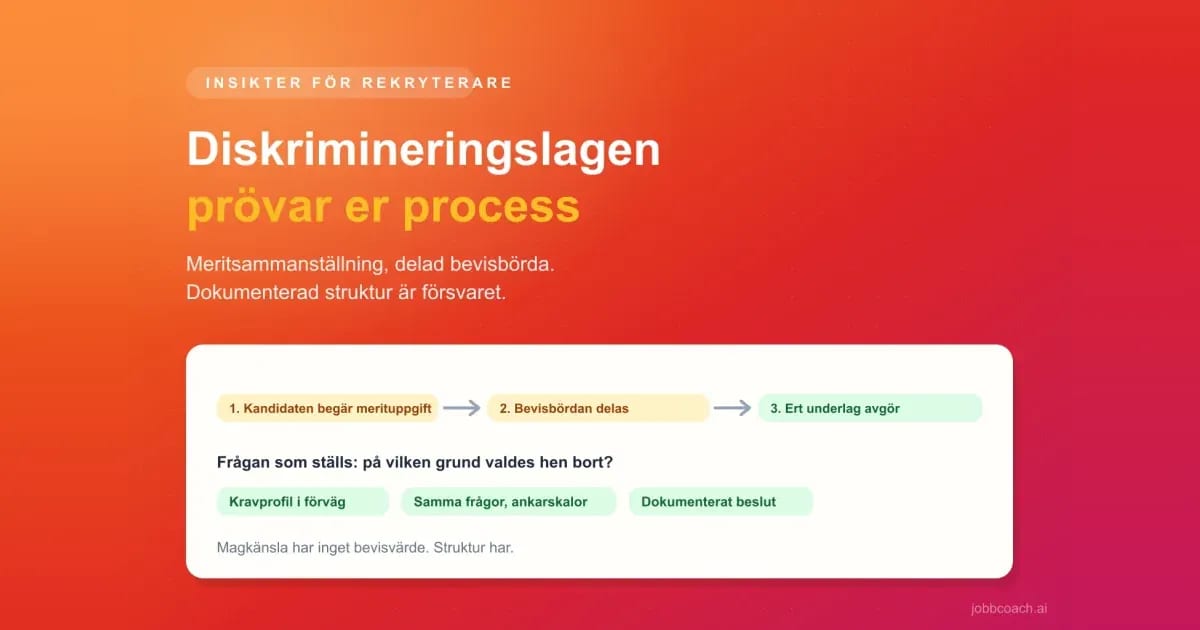 INSIKTER FÖR REKRYTERARE
Diskrimineringslagen
prövar er process
Meritsammanställning, delad bevisbörda.
Dokumenterad struktur är försvaret.
1. Kandidaten begär merituppgift
2. Bevisbördan delas
3. Ert underlag avgör
Frågan som ställs: på vilken grund valdes hen bort?
Kravprofil i förväg
Samma frågor, ankarskalor
Dokumenterat beslut
Magkänsla har inget bevisvärde. Struktur har.
jobbcoach.ai